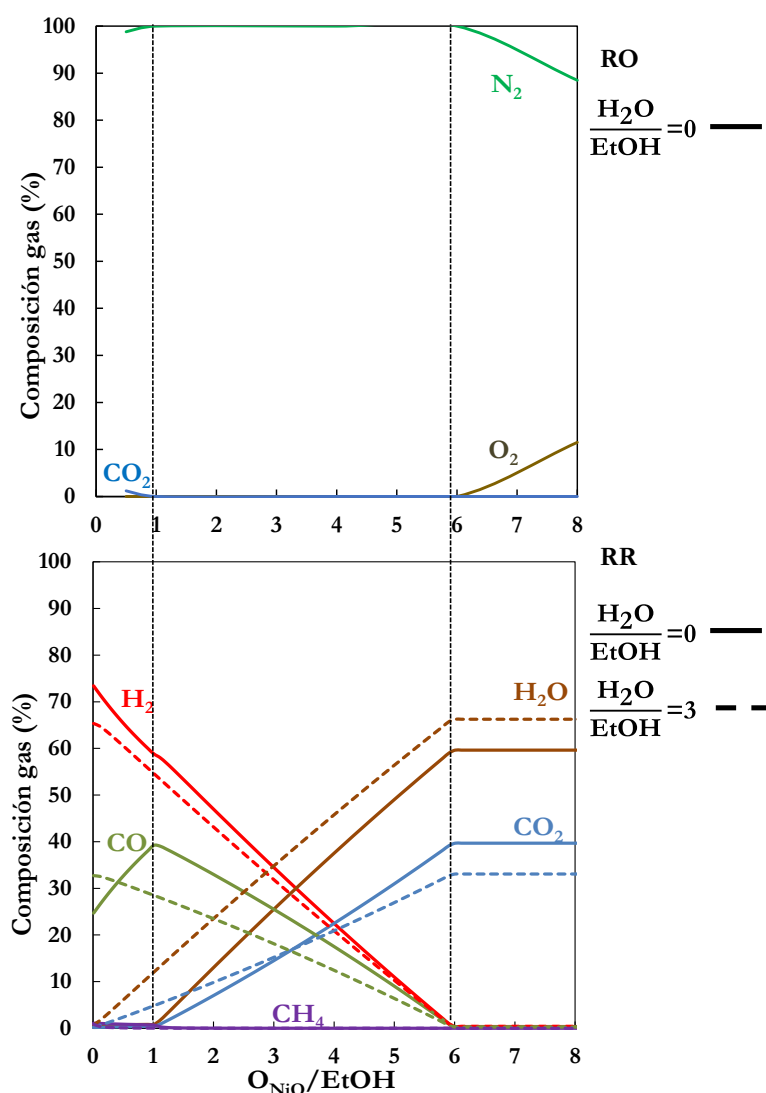 Composición gas (%)
100
90
80
70
60
50
40
30
20
10
0
N2
CO2
O2
0 1 2 3 4 5 6 7 8
RO
H2O
EtOH =0
Composición gas (%)
100
90
80
70
60
50
40
30
20
10
0
H2
H2O
CO
CO2
CH4
0 1 2 3 4 5 6 7 8
ONiO/EtOH
RR
H2O
EtOH =0
H2O
EtOH =3